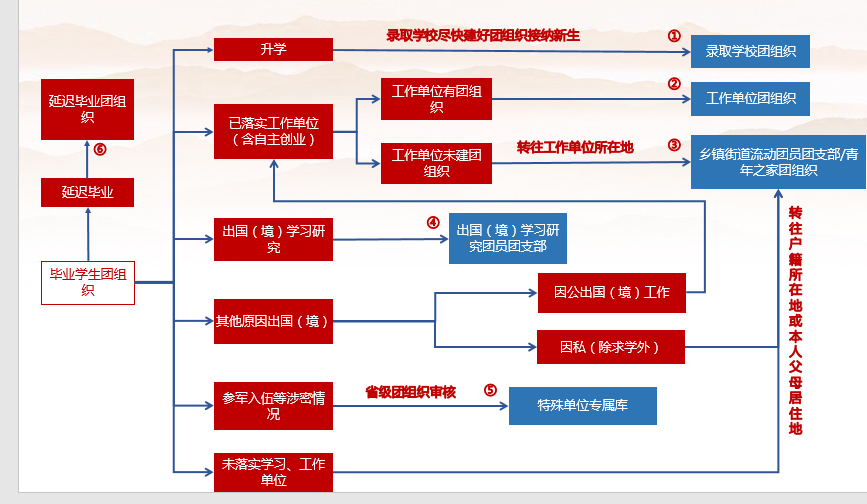 录取学校尽快建好团组织接纳新生
①
升学
录取学校团组织
延迟毕业团组
织
⑥
延迟毕业
毕业学生团组
织
已落实工作单位
（含自主创业）
工作单位有团组
织
②
工作单位团组织
工作单位未建团
组织
转往工作单位所在地
③
乡镇街道流动团员团支部/青
年之家团组织
出国（境）学习研
究
④
出国（境）学习研
究团员团支部
转往户籍所在地或本人父母居住地
其他原因出国（境）
因公出国（境）工作
因私（除求学外）
参军入伍等涉密情
况
省级团组织审核
⑤
特殊单位专属库
未落实学习、工作
单位